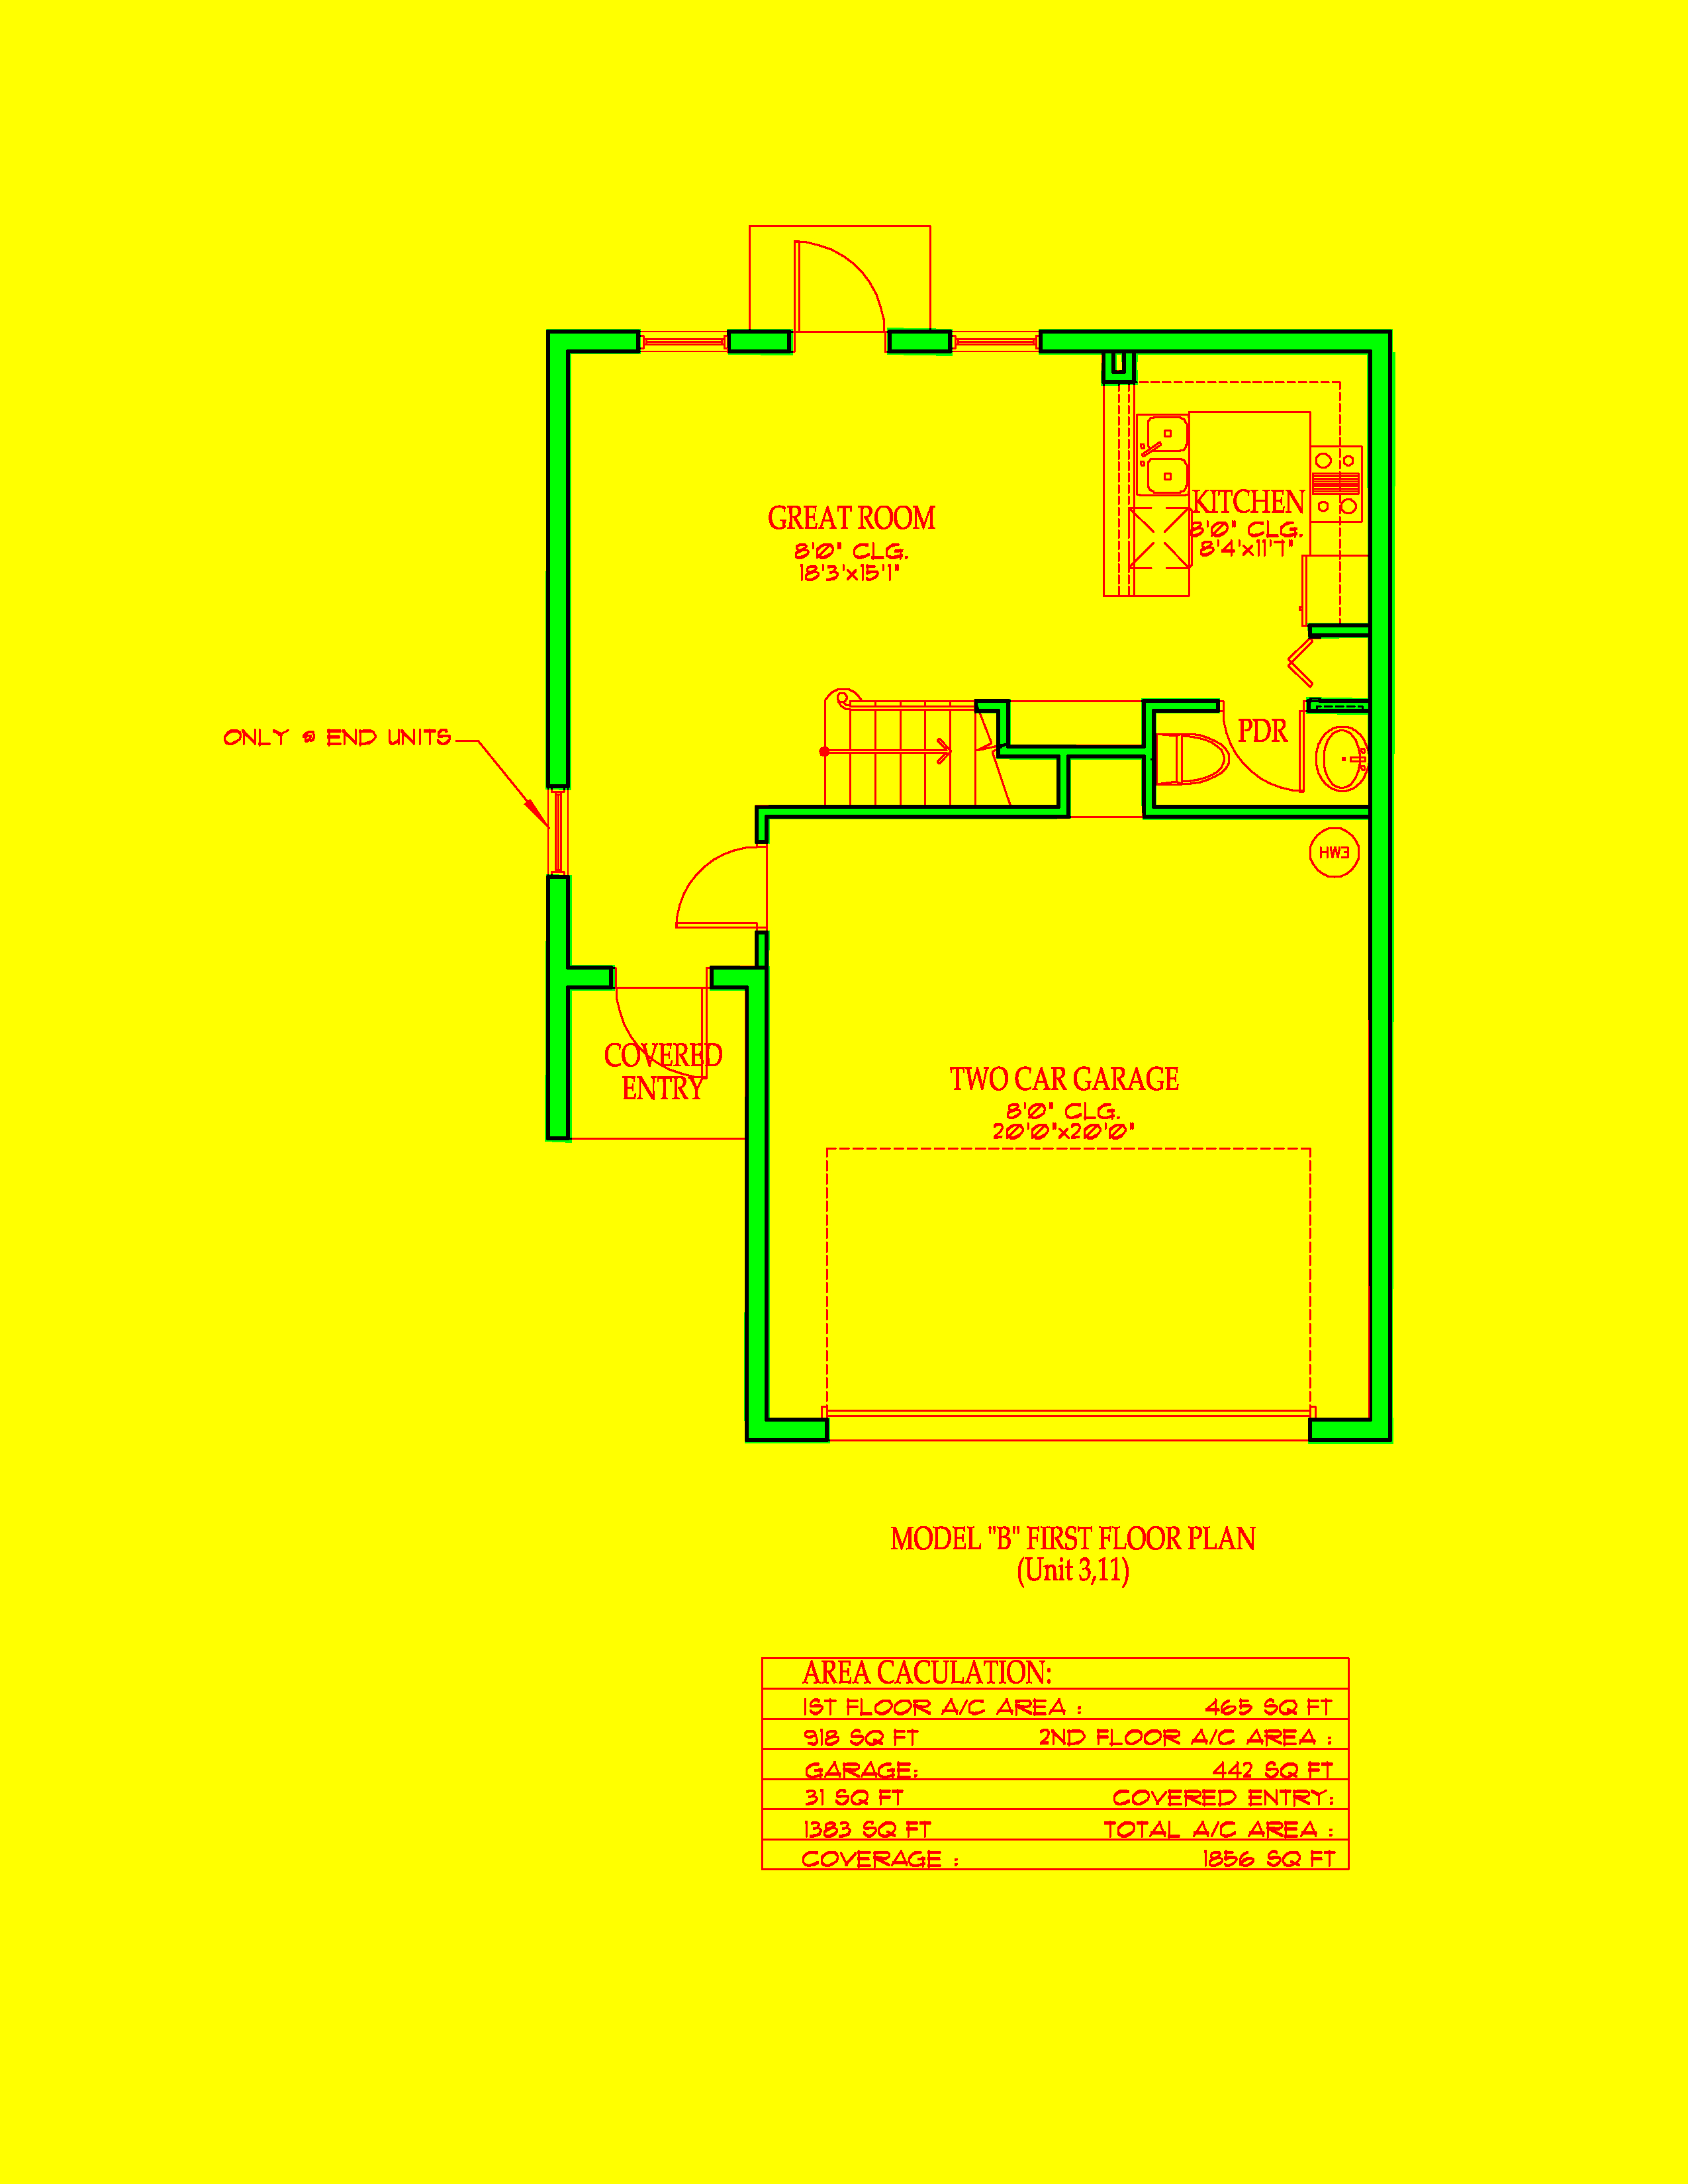 GREAT ROOM
8'0" CLG.
18'3'x15'1"
KITCHEN
8'0" CLG.
8'4'x11'7"
ONLY @ END UNITS
PDR
HWE
COVERED
ENTRY
TWO CAR GARAGE
8'0" CLG.
20'0"x20'0"
MODEL "B" FIRST FLOOR PLAN
(Unit 3,11)
AREA CACULATION:
1ST FLOOR A/C AREA : 465 SQ FT
918 SQ FT 2ND FLOOR A/C AREA :
GARAGE: 442 SQ FT
31 SQ FT COVERED ENTRY:
1383 SQ FT TOTAL A/C AREA :
COVERAGE : 1856 SQ FT